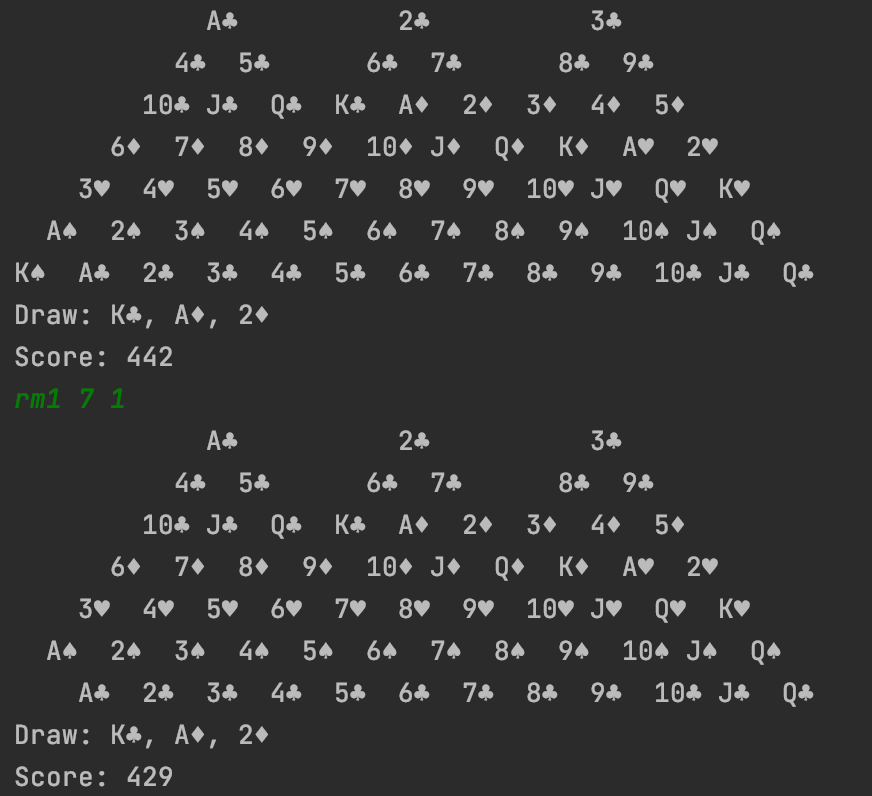 A♣ 2♣ 3♣
4♣ 5♣ 6♣ 7♣ 8♣ 9♣
10♣ J♣ Q♣ K♣ A♦ 2♦ 3♦ 4♦ 5♦
6♦ 7♦ 8♦ 9♦ 10♦ J♦ Q♦ K♦ A♥ 2♥
3♥ 4♥ 5♥ 6♥ 7♥ 8♥ 9♥ 10♥ J♥ Q♥ K♥
A♠ 2♠ 3♠ 4♠ 5♠ 6♠ 7♠ 8♠ 9♠ 10♠ J♠ Q♠
K♠ A♣ 2♣ 3♣ 4♣ 5♣ 6♣ 7♣ 8♣ 9♣ 10♣ J♣ Q♣
Draw: K♣, A♦, 2♦
Score: 442
rm1 7 1
A♣ 2♣ 3♣
4♣ 5♣ 6♣ 7♣ 8♣ 9♣
10♣ J♣ Q♣ K♣ A♦ 2♦ 3♦ 4♦ 5♦
6♦ 7♦ 8♦ 9♦ 10♦ J♦ Q♦ K♦ A♥ 2♥
3♥ 4♥ 5♥ 6♥ 7♥ 8♥ 9♥ 10♥ J♥ Q♥ K♥
A♠ 2♠ 3♠ 4♠ 5♠ 6♠ 7♠ 8♠ 9♠ 10♠ J♠ Q♠
A♣ 2♣ 3♣ 4♣ 5♣ 6♣ 7♣ 8♣ 9♣ 10♣ J♣ Q♣
Draw: K♣, A♦, 2♦
Score: 429